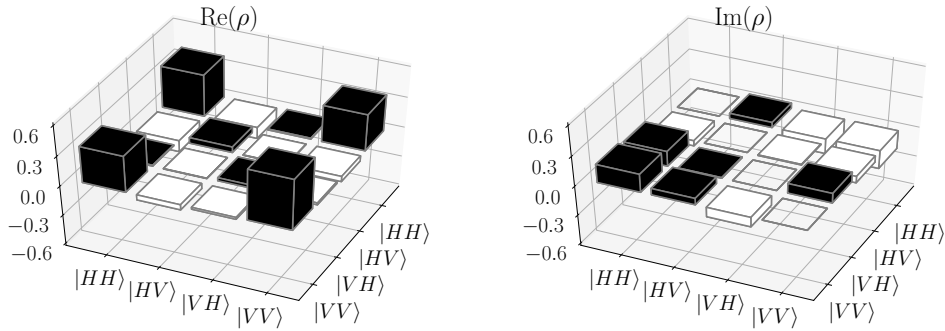 Re(ρ)
0.6
0.3
0.0
−0.3
−0.6
|HH⟩
|HV⟩
|VH⟩
|VV⟩
|HH⟩
|HV⟩
|VH⟩
|VV⟩
Im(ρ)
0.6
0.3
0.0
−0.3
−0.6
|HH⟩
|HV⟩
|VH⟩
|VV⟩
|HH⟩
|HV⟩
|VH⟩
|VV⟩